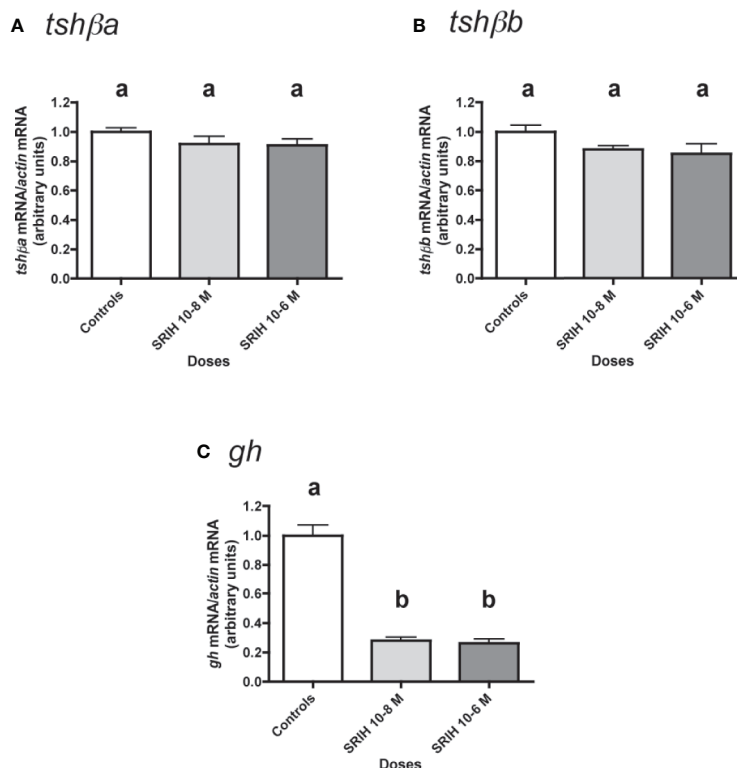 A tshβa
a a a
tshβa mRNA/actin mRNA
(arbitrary units)
1.2
1.0
0.8
0.6
0.4
0.2
0.0
Controls
SRIH 10-8 M
SRIH 10-6 M
Doses
B tshβb
a a a
tshβb mRNA/actin mRNA
(arbitrary units)
1.2
1.0
0.8
0.6
0.4
0.2
0.0
Controls
SRIH 10-8 M
SRIH 10-6 M
Doses
C gh
a
b b
gh mRNA/actin mRNA
(arbitrary units)
1.2
1.0
0.8
0.6
0.4
0.2
0.0
Controls
SRIH 10-8 M
SRIH 10-6 M
Doses